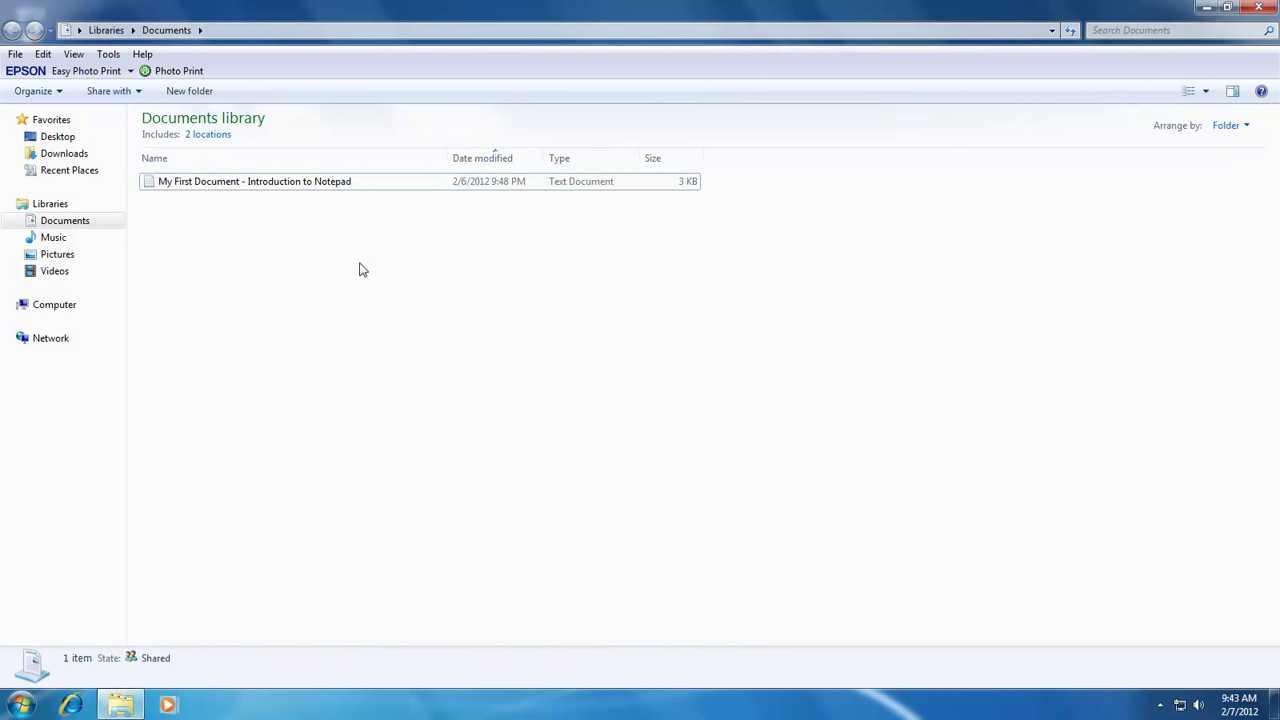 Libraries Documents
Search Documents
File Edit View Tools Help
EPSON Easy Photo Print Photo Print
Organize Share with New folder
Favorites
Desktop
Downloads
Recent Places
Libraries
Documents
Music
Pictures
Videos
Computer
Network
Documents library
Includes: 2 locations
Arrange by: Folder
Name Date modified Type Size
My First Document - Introduction to Notepad 2/6/2012 9:48 PM Text Document 3 KB
1 item State: Shared
9:43 AM
2/7/2012